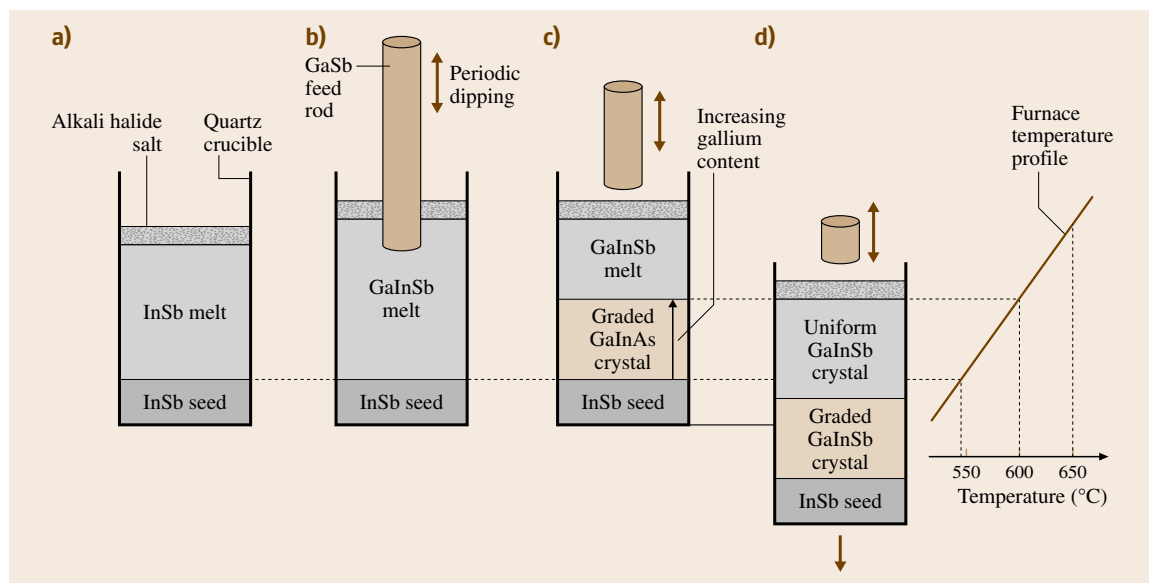 a)
Alkali halide
salt
Quartz
crucible
InSb melt
InSb seed
b)
GaSb
feed
rod
Periodic
dipping
GaInSb
melt
InSb seed
c)
Increasing
gallium
content
GaInSb
melt
Graded
GaInAs
crystal
InSb seed
d)
Uniform
GaInSb
crystal
Graded
GaInSb
crystal
InSb seed
Furnace
temperature
profile
550 600 650
Temperature (°C)